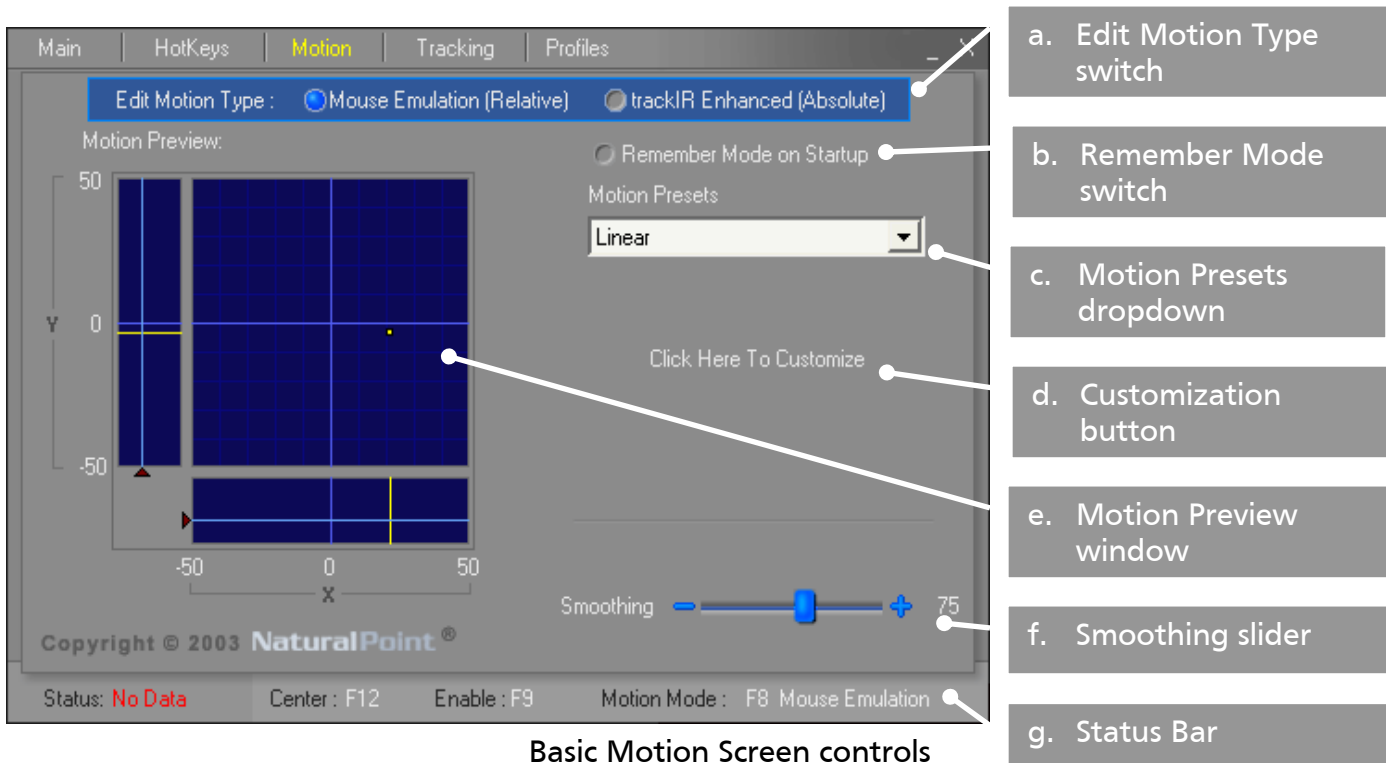 Main HotKeys Motion Tracking Profiles
Edit Motion Type : Mouse Emulation (Relative) trackIR Enhanced (Absolute)
Motion Preview:
Remember Mode on Startup
Motion Presets
Linear
50
Y 0
-50
Click Here To Customize
-50 0 50
X
Smoothing 75
Copyright © 2003 NaturalPoint ®
Status: No Data Center : F12 Enable : F9 Motion Mode : F8 Mouse Emulation
a. Edit Motion Type
switch
b. Remember Mode
switch
c. Motion Presets
dropdown
d. Customization
button
e. Motion Preview
window
f. Smoothing slider
g. Status Bar
Basic Motion Screen controls